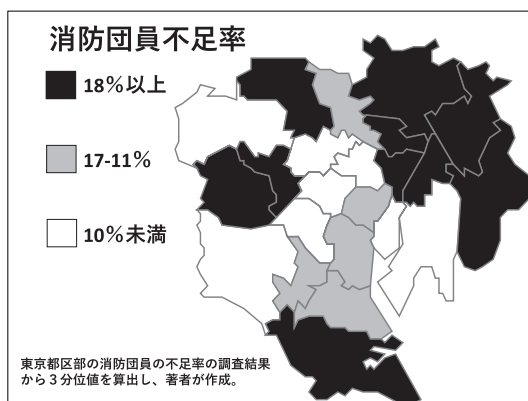 消防団員不足率
18%以上
17-11%
10%未満
東京都区部の消防団員の不足率の調査結果
から3分位値を算出し、著者が作成。